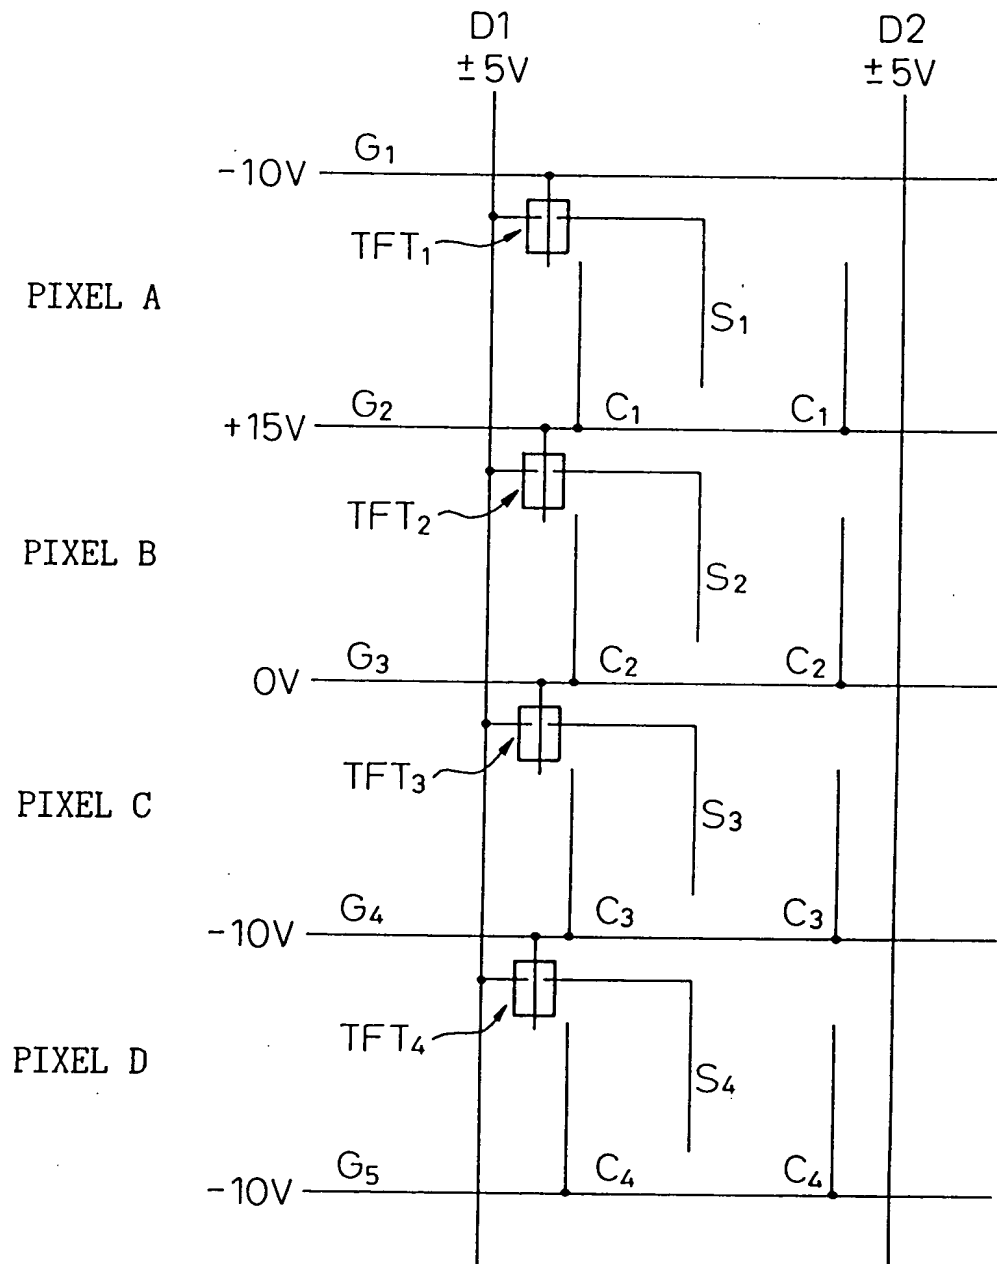 D1 D2
±5V ±5V
-10V G1
TFT1
PIXEL A S1
+15V G2 C1 C1
TFT2
PIXEL B S2
0V G3 C2 C2
TFT3
PIXEL C S3
-10V G4 C3 C3
TFT4
PIXEL D S4
-10V G5 C4 C4